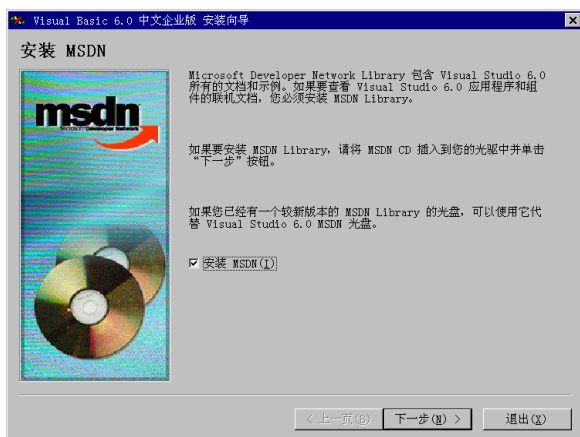 Visual Basic 6.0 中文企业版 安装向导
安装 MSDN
msdn
Microsoft Developer Network
Microsoft Developer Network Library 包含 Visual Studio 6.0
所有的文档和示例。如果要查看 Visual Studio 6.0 应用程序和组
件的联机文档，您必须安装 MSDN Library。
如果要安装 MSDN Library，请将 MSDN CD 插入到您的光驱中并单击
“下一步”按钮。
如果您已经有一个较新版本的 MSDN Library 的光盘，可以使用它代
替 Visual Studio 6.0 MSDN 光盘。
安装 MSDN(I)
< 上一页(B)
下一步(N) >
退出(X)